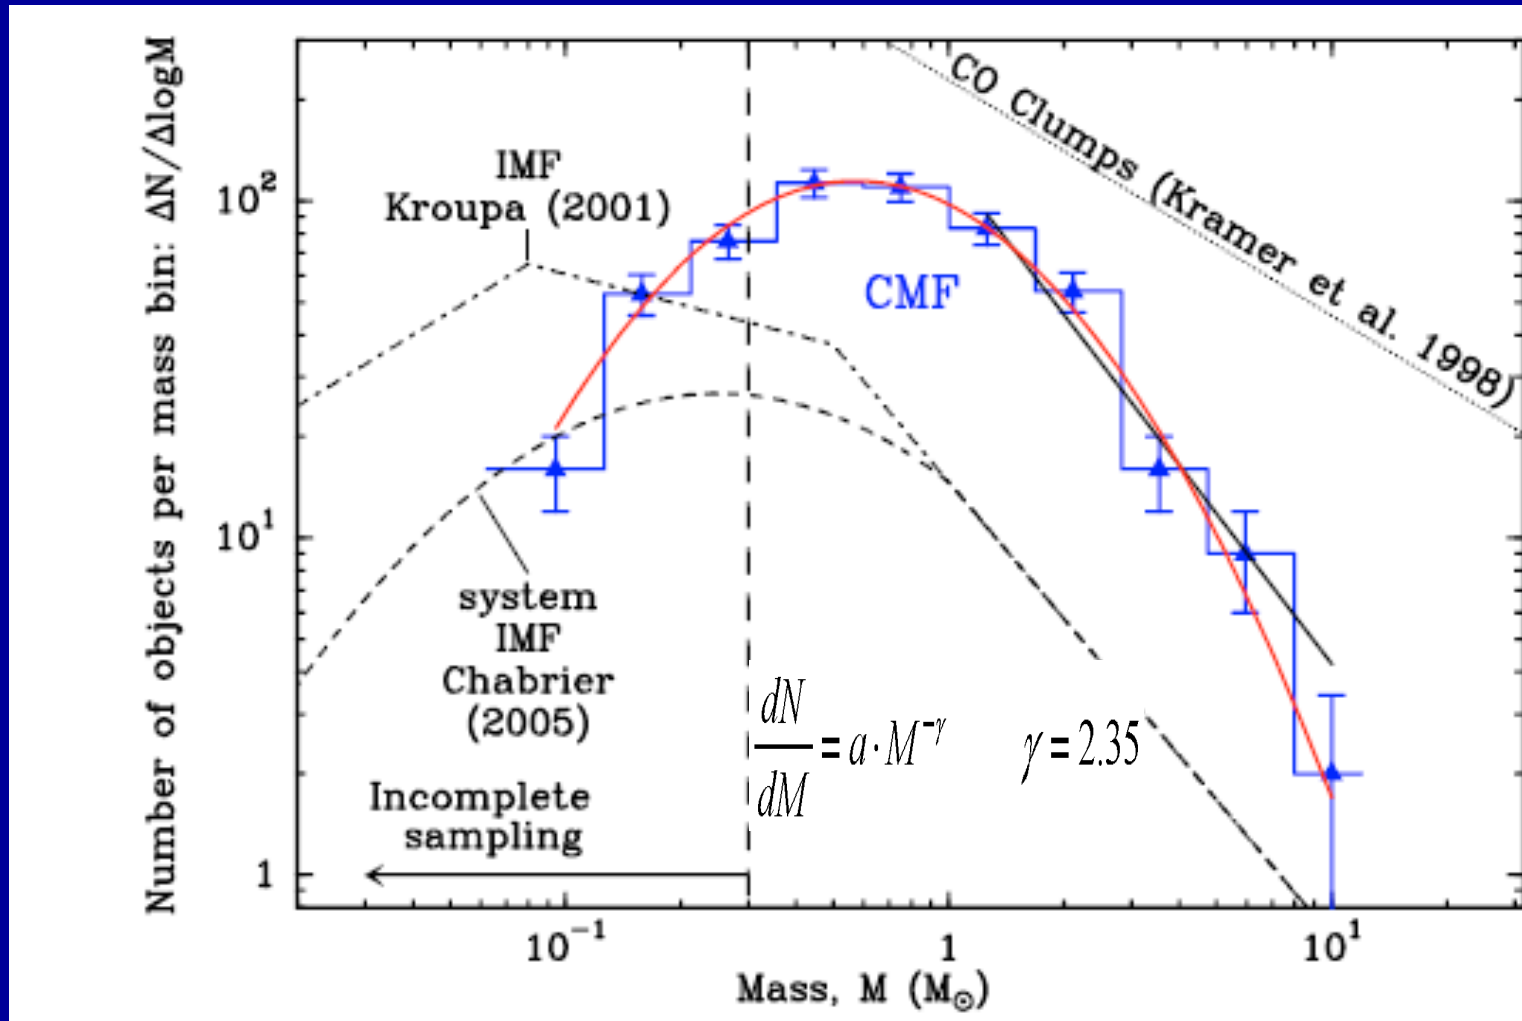 Number of objects per mass bin: ΔN/ΔlogM
10²
10¹
1
IMF
Kroupa (2001)
CO Clumps (Kramer et al. 1998)
CMF
system
IMF
Chabrier
(2005)
dN/dM = a·M^-γ γ = 2.35
Incomplete
sampling
10⁻¹ 1 10¹
Mass, M (M☉)